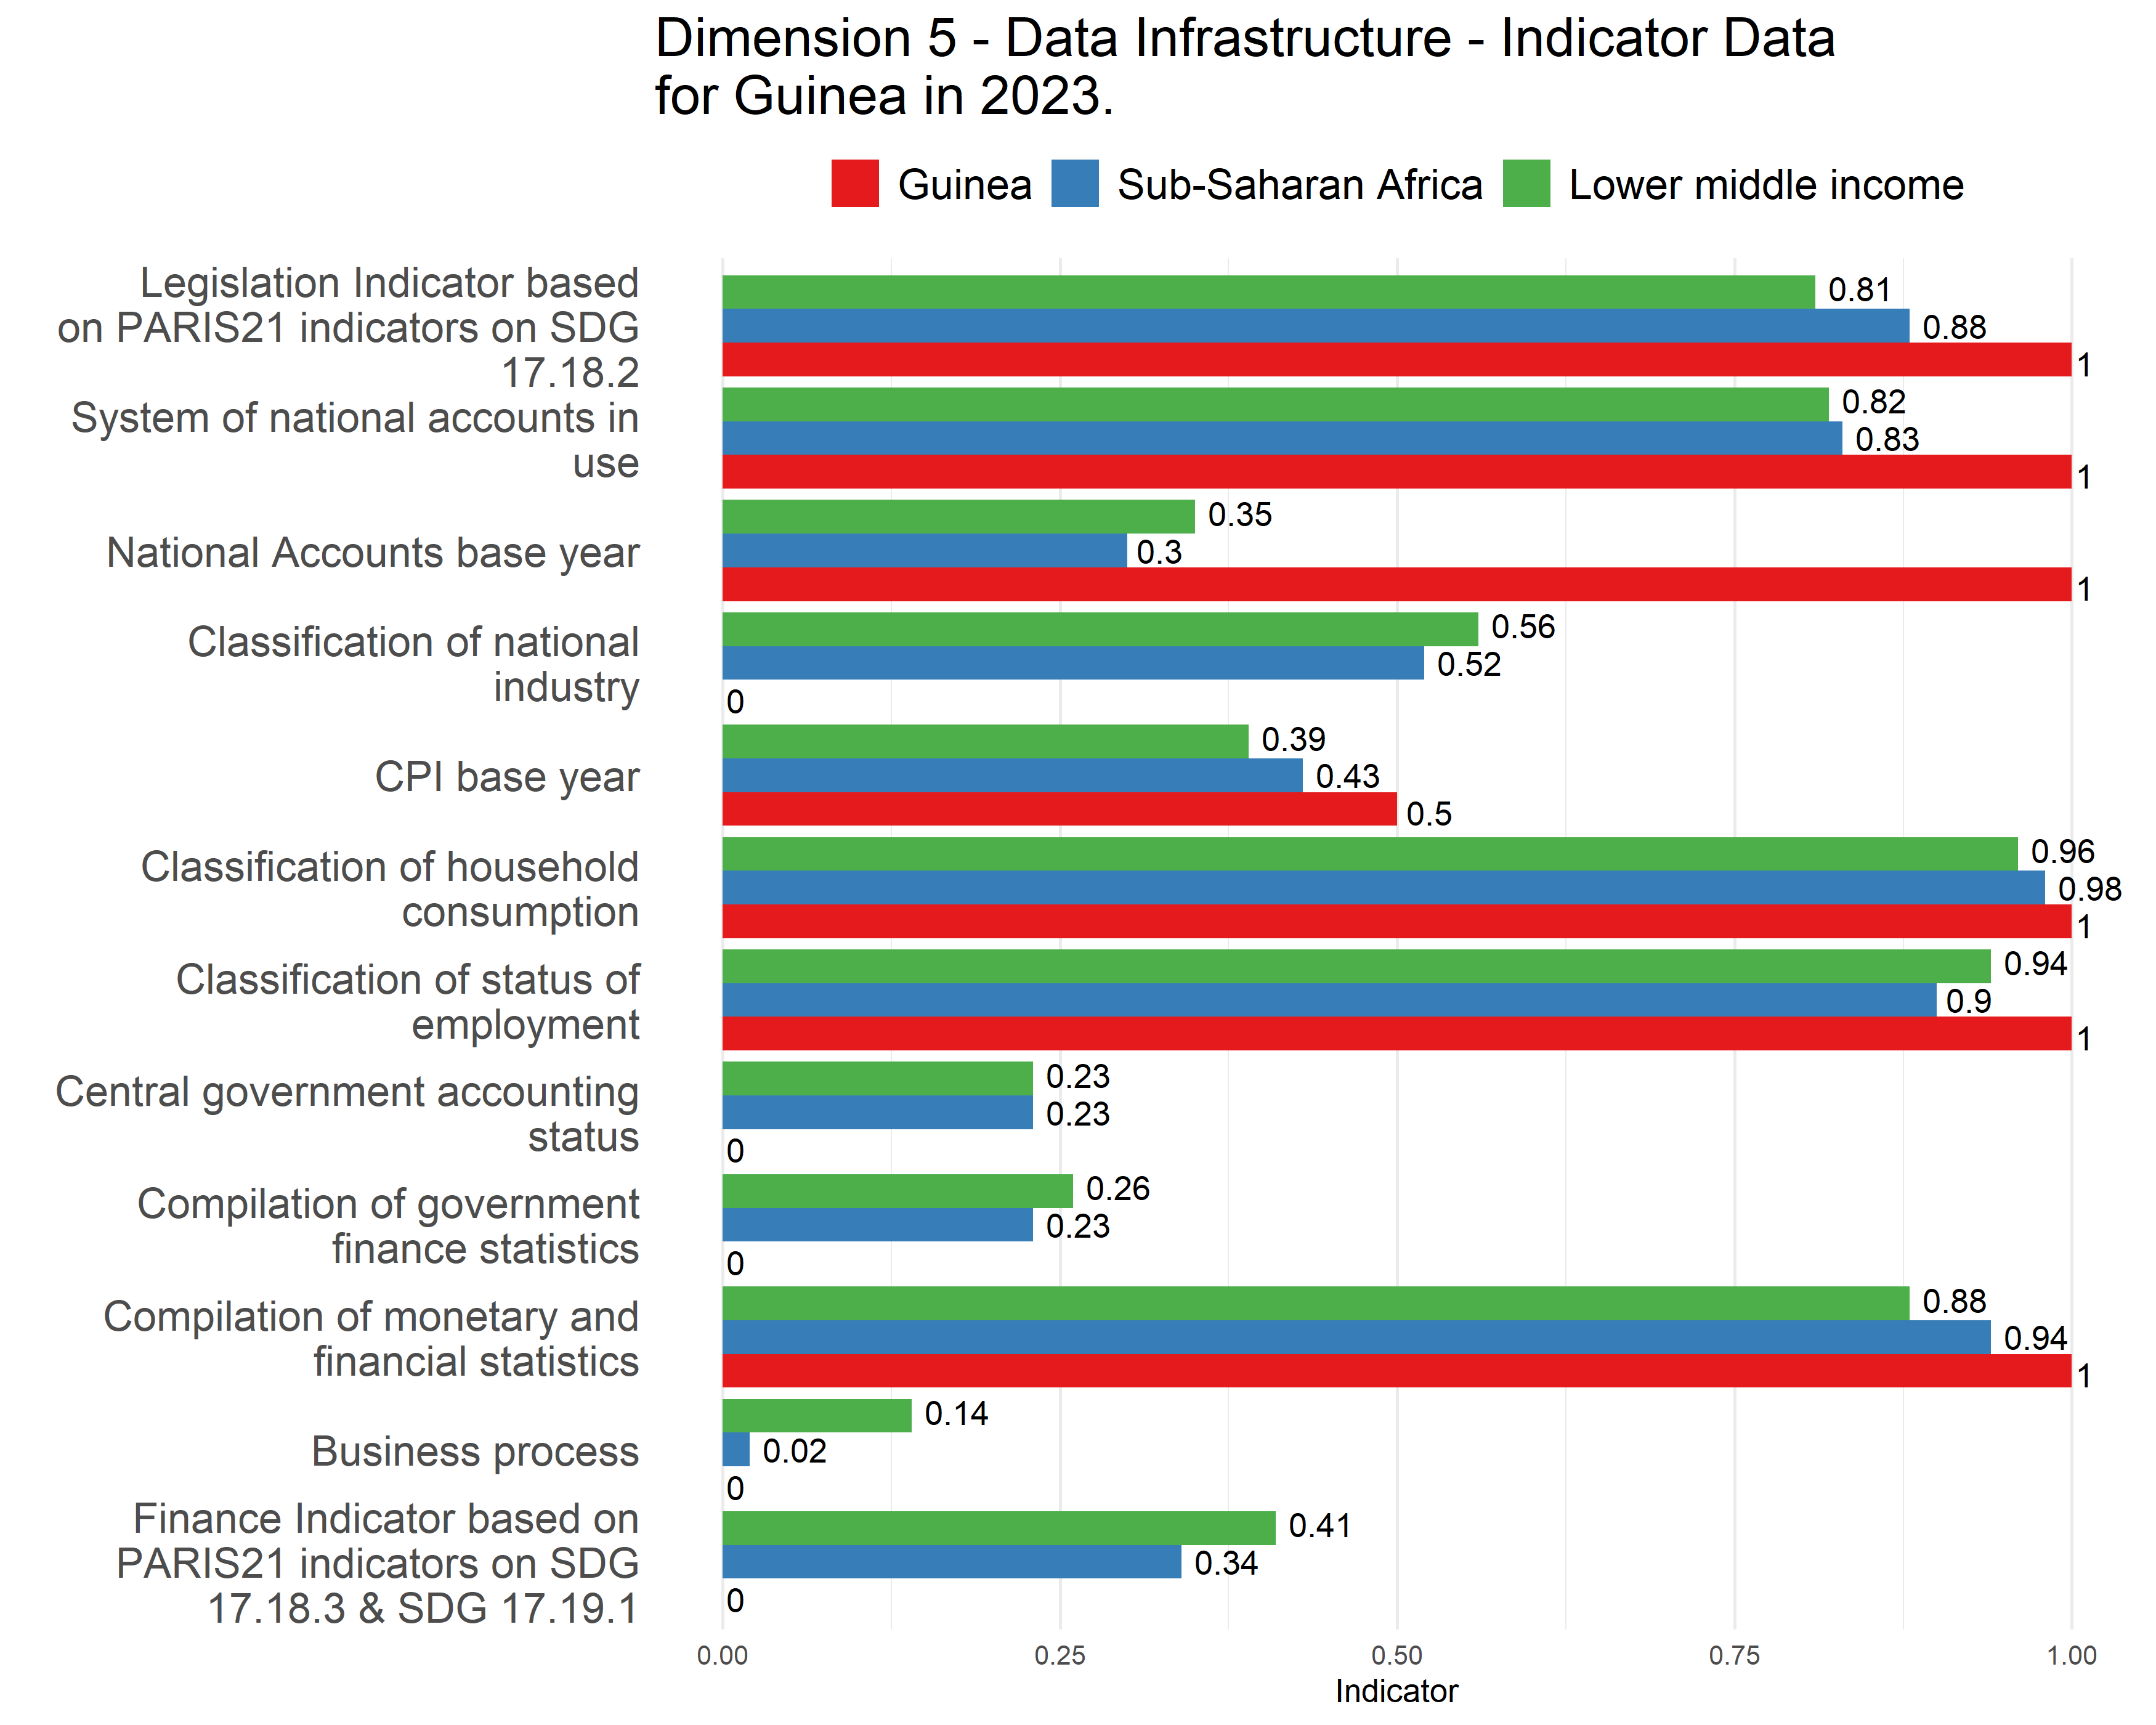 Dimension 5 - Data Infrastructure - Indicator Data
for Guinea in 2023.
Guinea
Sub-Saharan Africa
Lower middle income
Legislation Indicator based
on PARIS21 indicators on SDG
17.18.2
0.81
0.88
1
System of national accounts in
use
0.82
0.83
1
National Accounts base year
0.35
0.3
1
Classification of national
industry
0.56
0.52
0
CPI base year
0.39
0.43
0.5
Classification of household
consumption
0.96
0.98
1
Classification of status of
employment
0.94
0.9
1
Central government accounting
status
0.23
0.23
0
Compilation of government
finance statistics
0.26
0.23
0
Compilation of monetary and
financial statistics
0.88
0.94
1
Business process
0.14
0.02
0
Finance Indicator based on
PARIS21 indicators on SDG
17.18.3 & SDG 17.19.1
0.41
0.34
0
0.00
0.25
0.50
0.75
1.00
Indicator